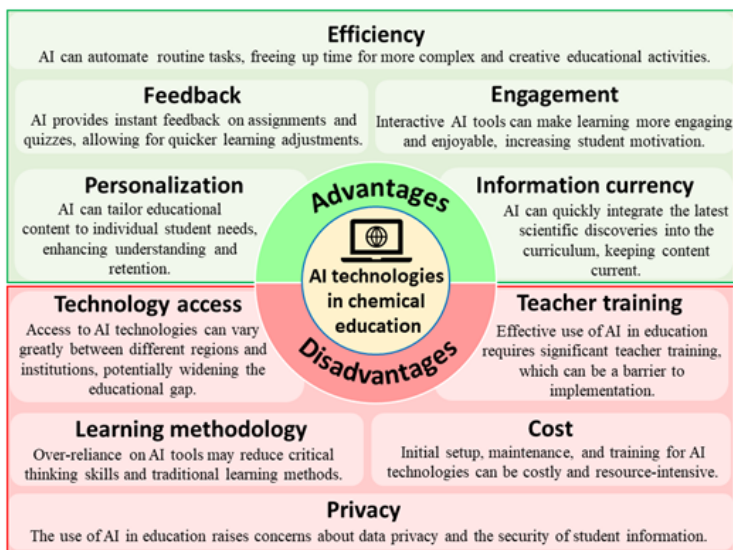 Efficiency
AI can automate routine tasks, freeing up time for more complex and creative educational activities.
Feedback
AI provides instant feedback on assignments and
quizzes, allowing for quicker learning adjustments.
Engagement
Interactive AI tools can make learning more engaging
and enjoyable, increasing student motivation.
Personalization
AI can tailor educational
content to individual student needs,
enhancing understanding and
retention.
Advantages
Information currency
AI can quickly integrate the latest
scientific discoveries into the
curriculum, keeping content
current.
AI technologies
in chemical
education
Technology access
Access to AI technologies can vary
greatly between different regions and
institutions, potentially widening the
educational gap.
Disadvantages
Teacher training
Effective use of AI in education
requires significant teacher training,
which can be a barrier to
implementation.
Learning methodology
Over-reliance on AI tools may reduce critical
thinking skills and traditional learning methods.
Cost
Initial setup, maintenance, and training for AI
technologies can be costly and resource-intensive.
Privacy
The use of AI in education raises concerns about data privacy and the security of student information.